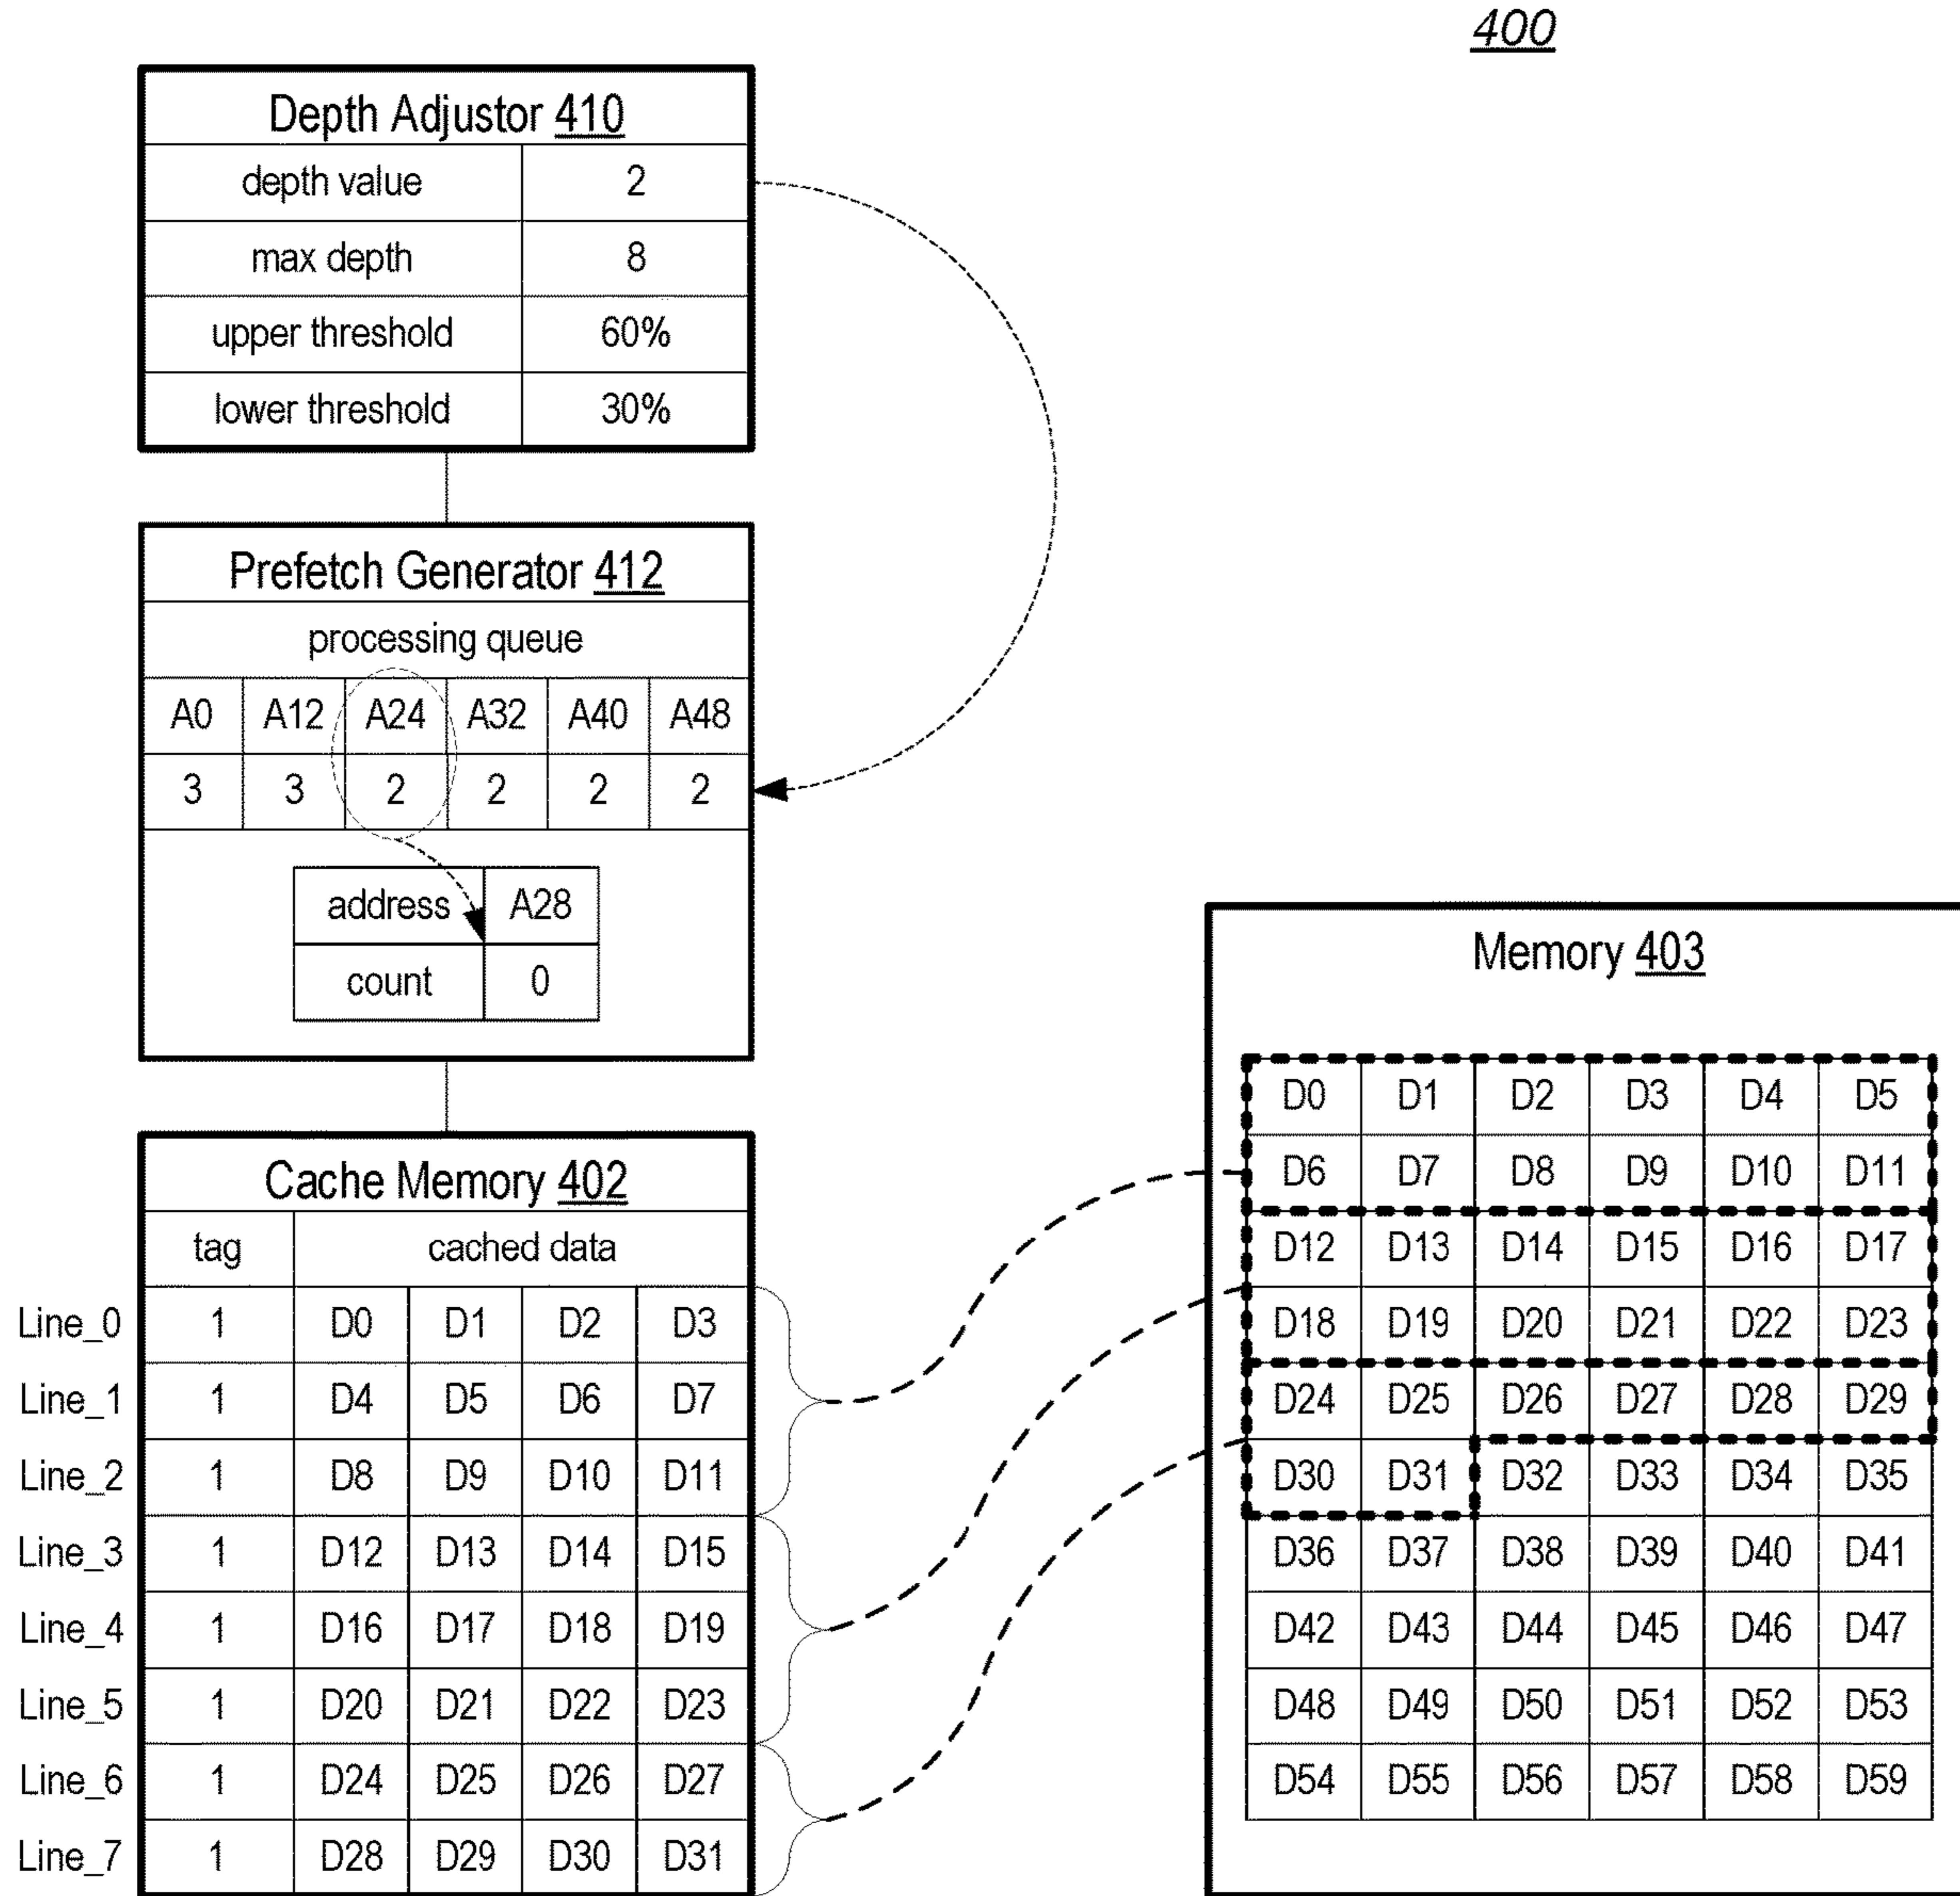 400
Depth Adjustor 410
depth value 2
max depth 8
upper threshold 60%
lower threshold 30%
Prefetch Generator 412
processing queue
A0 A12 A24 A32 A40 A48
3 3 2 2 2 2
address A28
count 0
Cache Memory 402
tag cached data
Line_0 1 D0 D1 D2 D3
Line_1 1 D4 D5 D6 D7
Line_2 1 D8 D9 D10 D11
Line_3 1 D12 D13 D14 D15
Line_4 1 D16 D17 D18 D19
Line_5 1 D20 D21 D22 D23
Line_6 1 D24 D25 D26 D27
Line_7 1 D28 D29 D30 D31
Memory 403
D0 D1 D2 D3 D4 D5
D6 D7 D8 D9 D10 D11
D12 D13 D14 D15 D16 D17
D18 D19 D20 D21 D22 D23
D24 D25 D26 D27 D28 D29
D30 D31 D32 D33 D34 D35
D36 D37 D38 D39 D40 D41
D42 D43 D44 D45 D46 D47
D48 D49 D50 D51 D52 D53
D54 D55 D56 D57 D58 D59